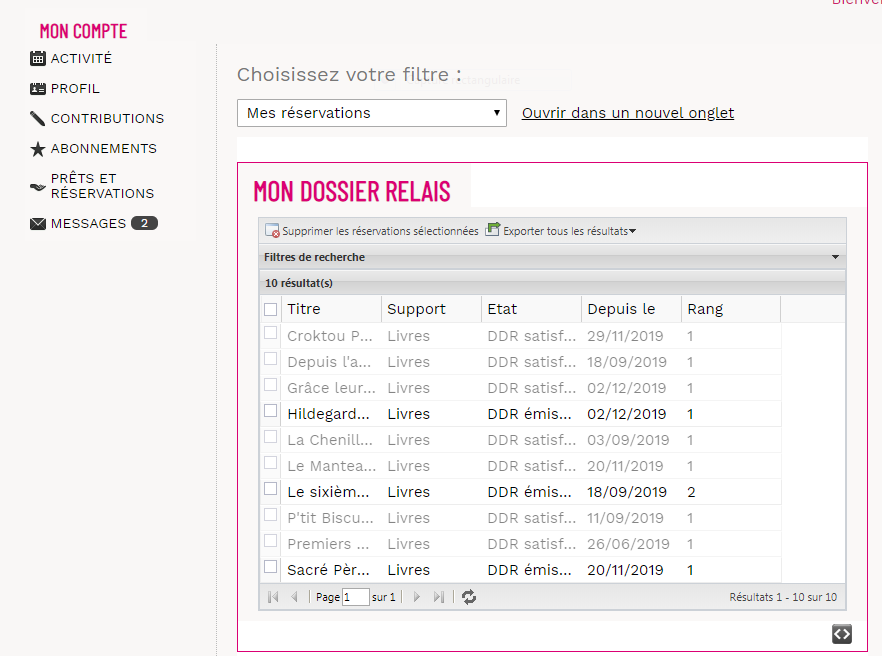 MON COMPTE
ACTIVITÉ
PROFIL
CONTRIBUTIONS
ABONNEMENTS
PRÊTS ET
RÉSERVATIONS
MESSAGES 2
Choisissez votre filtre :
Mes réservations
Ouvrir dans un nouvel onglet
MON DOSSIER RELAIS
Supprimer les réservations sélectionnées Exporter tous les résultats
Filtres de recherche
10 résultat(s)
Titre Support Etat Depuis le Rang
Croktou P... Livres DDR satisf... 29/11/2019 1
Depuis l'a... Livres DDR satisf... 18/09/2019 1
Grâce leur... Livres DDR satisf... 02/12/2019 1
Hildegard... Livres DDR émis... 02/12/2019 1
La Chenill... Livres DDR satisf... 03/09/2019 1
Le Mantea... Livres DDR satisf... 20/11/2019 1
Le sixièm... Livres DDR émis... 18/09/2019 2
P'tit Biscu... Livres DDR satisf... 11/09/2019 1
Premiers ... Livres DDR satisf... 26/06/2019 1
Sacré Pèr... Livres DDR émis... 20/11/2019 1
Page 1 sur 1 Résultats 1 - 10 sur 10